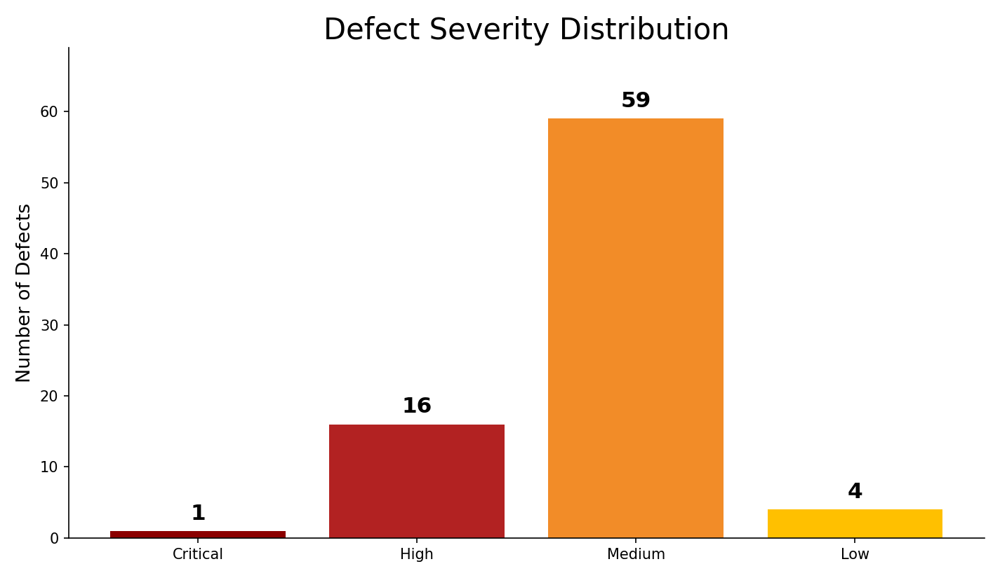 Defect Severity Distribution
Number of Defects
60
50
40
30
20
10
0
1
16
59
4
Critical
High
Medium
Low